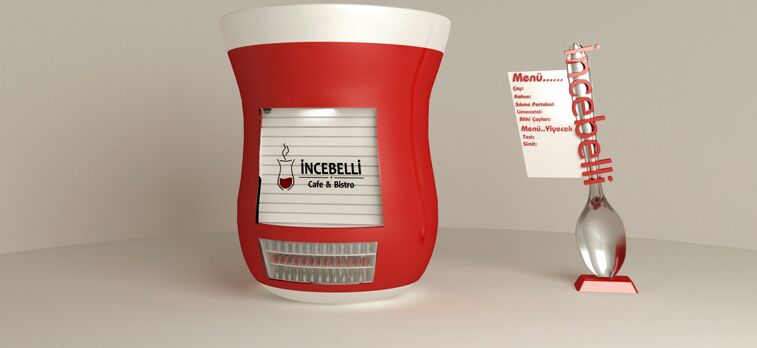 İNCEBELLİ
Cafe & Bistro
Menü......
Çay:
Kahve:
Sıkma Portakal:
Limonata:
Bitki Çayları:
Menü..Yiyecek
Tost:
Simit:
incebelli